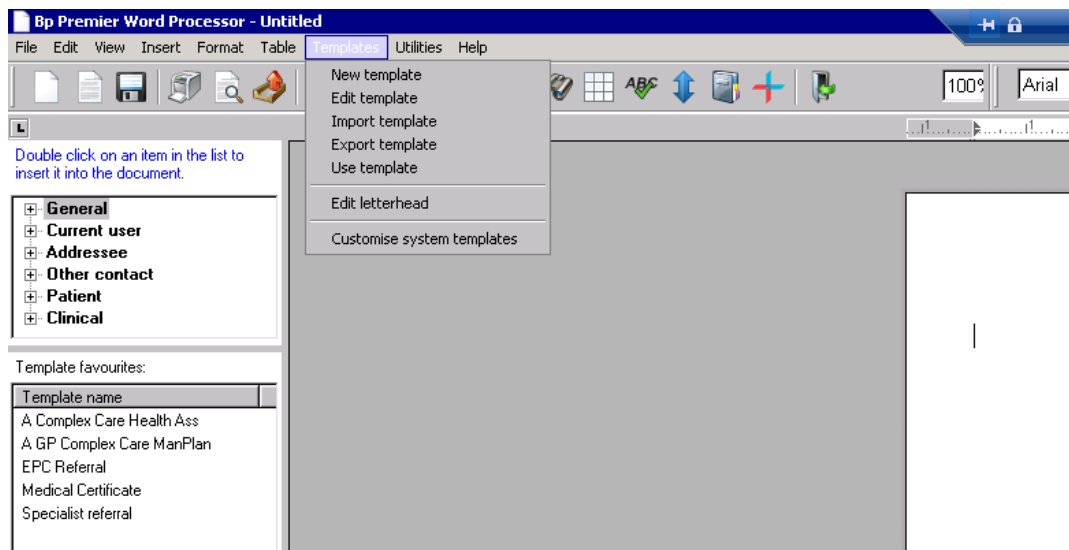 Bp Premier Word Processor - Untitled
File Edit View Insert Format Table Templates Utilities Help
New template
Edit template
Import template
Export template
Use template
Edit letterhead
Customise system templates
ABC
100%
Arial
L
1 1
Double click on an item in the list to
insert it into the document.
General
Current user
Addressee
Other contact
Patient
Clinical
Template favourites:
Template name
A Complex Care Health Ass
A GP Complex Care ManPlan
EPC Referral
Medical Certificate
Specialist referral